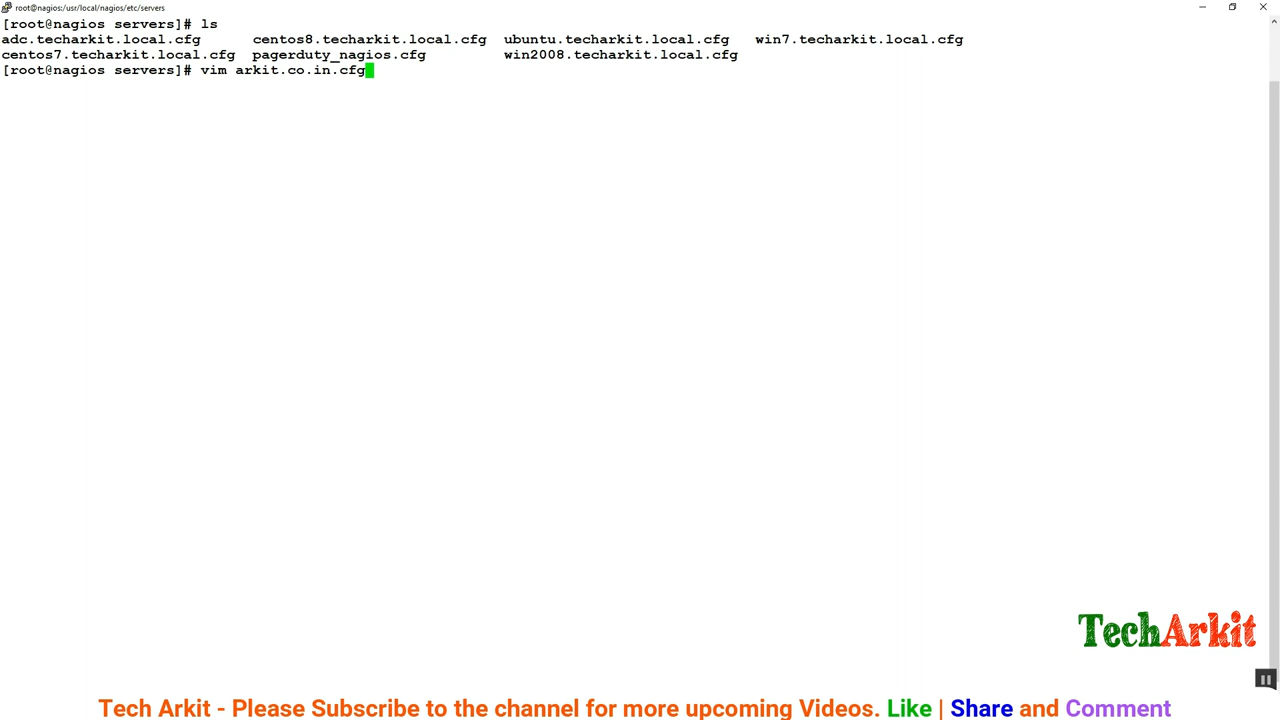 root@nagios:/usr/local/nagios/etc/servers
[root@nagios servers]# ls
adc.techarkit.local.cfg centos8.techarkit.local.cfg ubuntu.techarkit.local.cfg win7.techarkit.local.cfg
centos7.techarkit.local.cfg pagerduty_nagios.cfg win2008.techarkit.local.cfg
[root@nagios servers]# vim arkit.co.in.cfg
TechArkit
Tech Arkit - Please Subscribe to the channel for more upcoming Videos. Like | Share and Comment